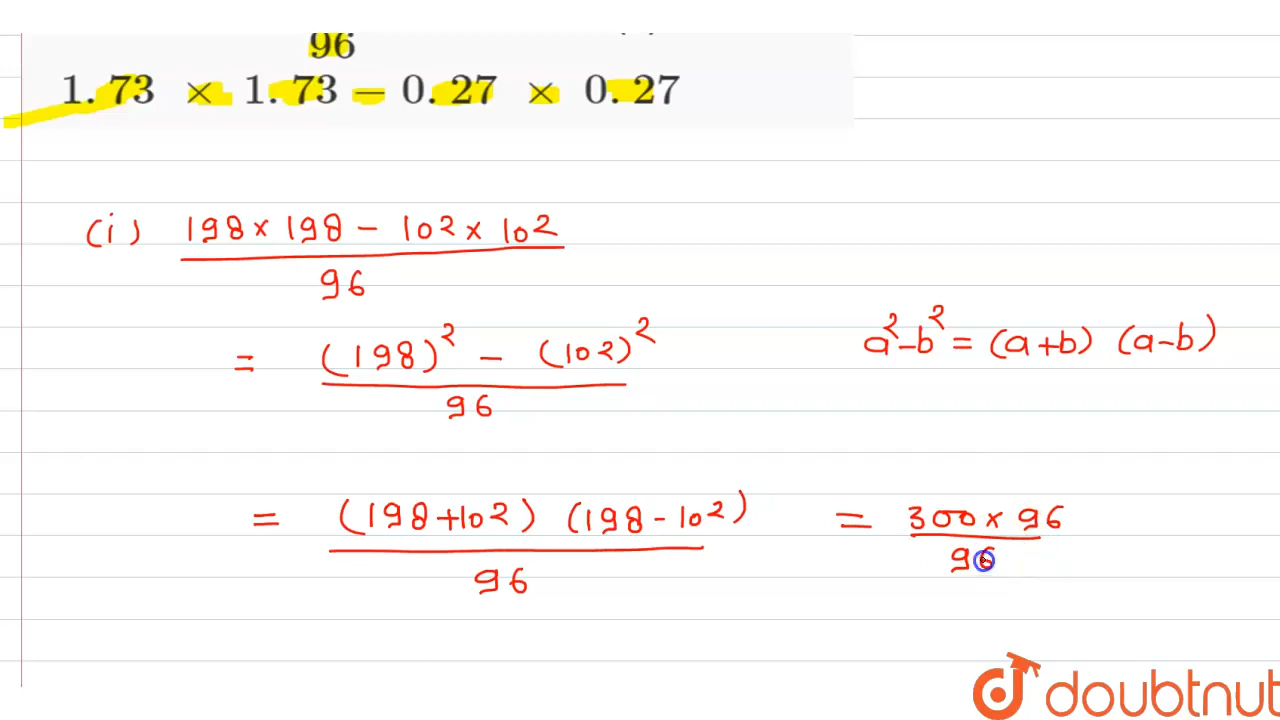 96
1.73 × 1.73 − 0.27 × 0.27
(i) 198 × 198 − 102 × 102
96
= (198)² − (102)²
96
a² − b² = (a+b) (a−b)
= (198+102) (198−102)
96
= 300 × 96
96
doubtnut